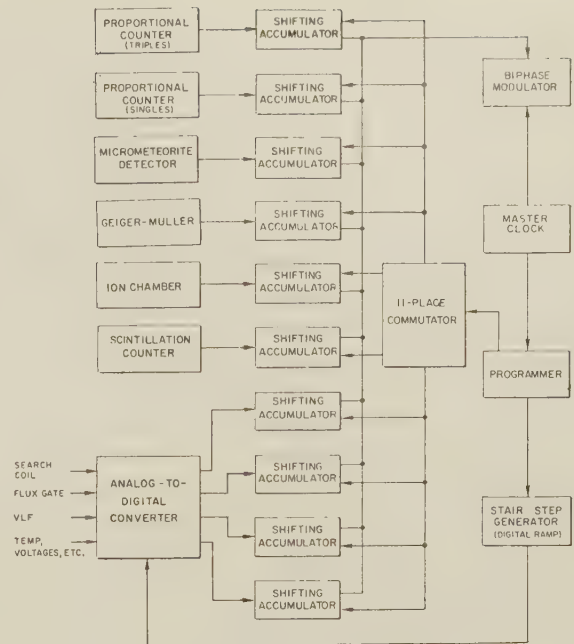 PROPORTIONAL
COUNTER
(TRIPLES)
SHIFTING
ACCUMULATOR
PROPORTIONAL
COUNTER
(SINGLES)
SHIFTING
ACCUMULATOR
BIPHASE
MODULATOR
MICROMETEORITE
DETECTOR
SHIFTING
ACCUMULATOR
GEIGER-MULLER
SHIFTING
ACCUMULATOR
MASTER
CLOCK
ION CHAMBER
SHIFTING
ACCUMULATOR
11-PLACE
COMMUTATOR
SCINTILLATION
COUNTER
SHIFTING
ACCUMULATOR
PROGRAMMER
SHIFTING
ACCUMULATOR
SEARCH
COIL
FLUX GATE
VLF
TEMP,
VOLTAGES, ETC.
ANALOG-TO-
DIGITAL
CONVERTER
SHIFTING
ACCUMULATOR
SHIFTING
ACCUMULATOR
STAIR STEP
GENERATOR
(DIGITAL RAMP)
SHIFTING
ACCUMULATOR